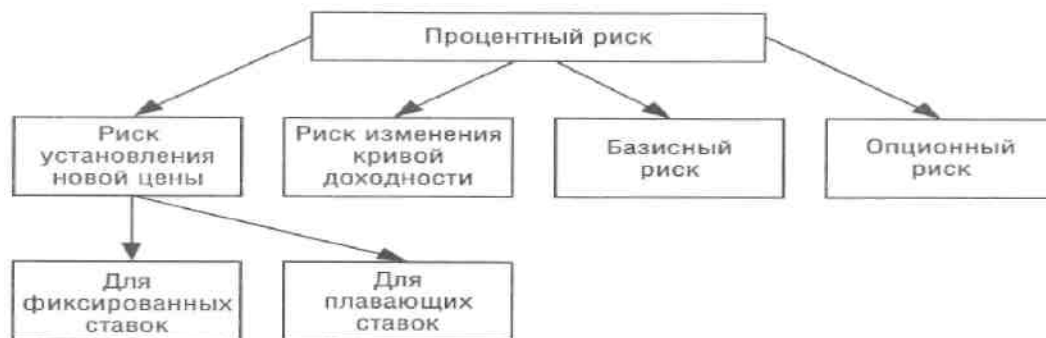 Процентный риск
Риск
установления
новой цены
Риск изменения
кривой
доходности
Базисный
риск
Опционный
риск
Для
фиксированных
ставок
Для
плавающих
ставок